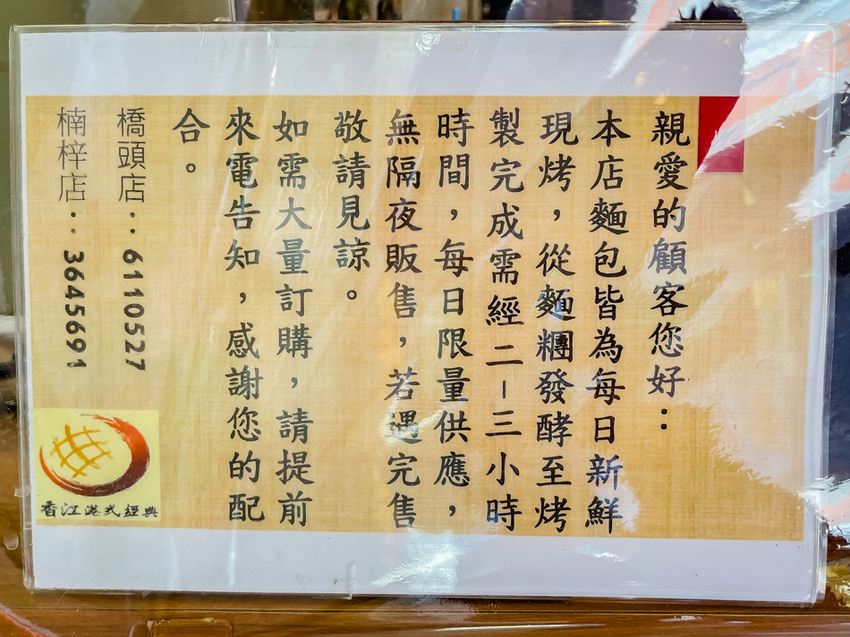 親愛的顧客您好：
本店麵包皆為每日新鮮
現烤，從麵糰發酵至烤
製完成需經二－三小時
時間，每日限量供應，
無隔夜販售，若遇完售
敬請見諒。
如需大量訂購，請提前
來電告知，感謝您的配
合。
橋頭店：6110527
楠梓店：3645691
香江港式經典